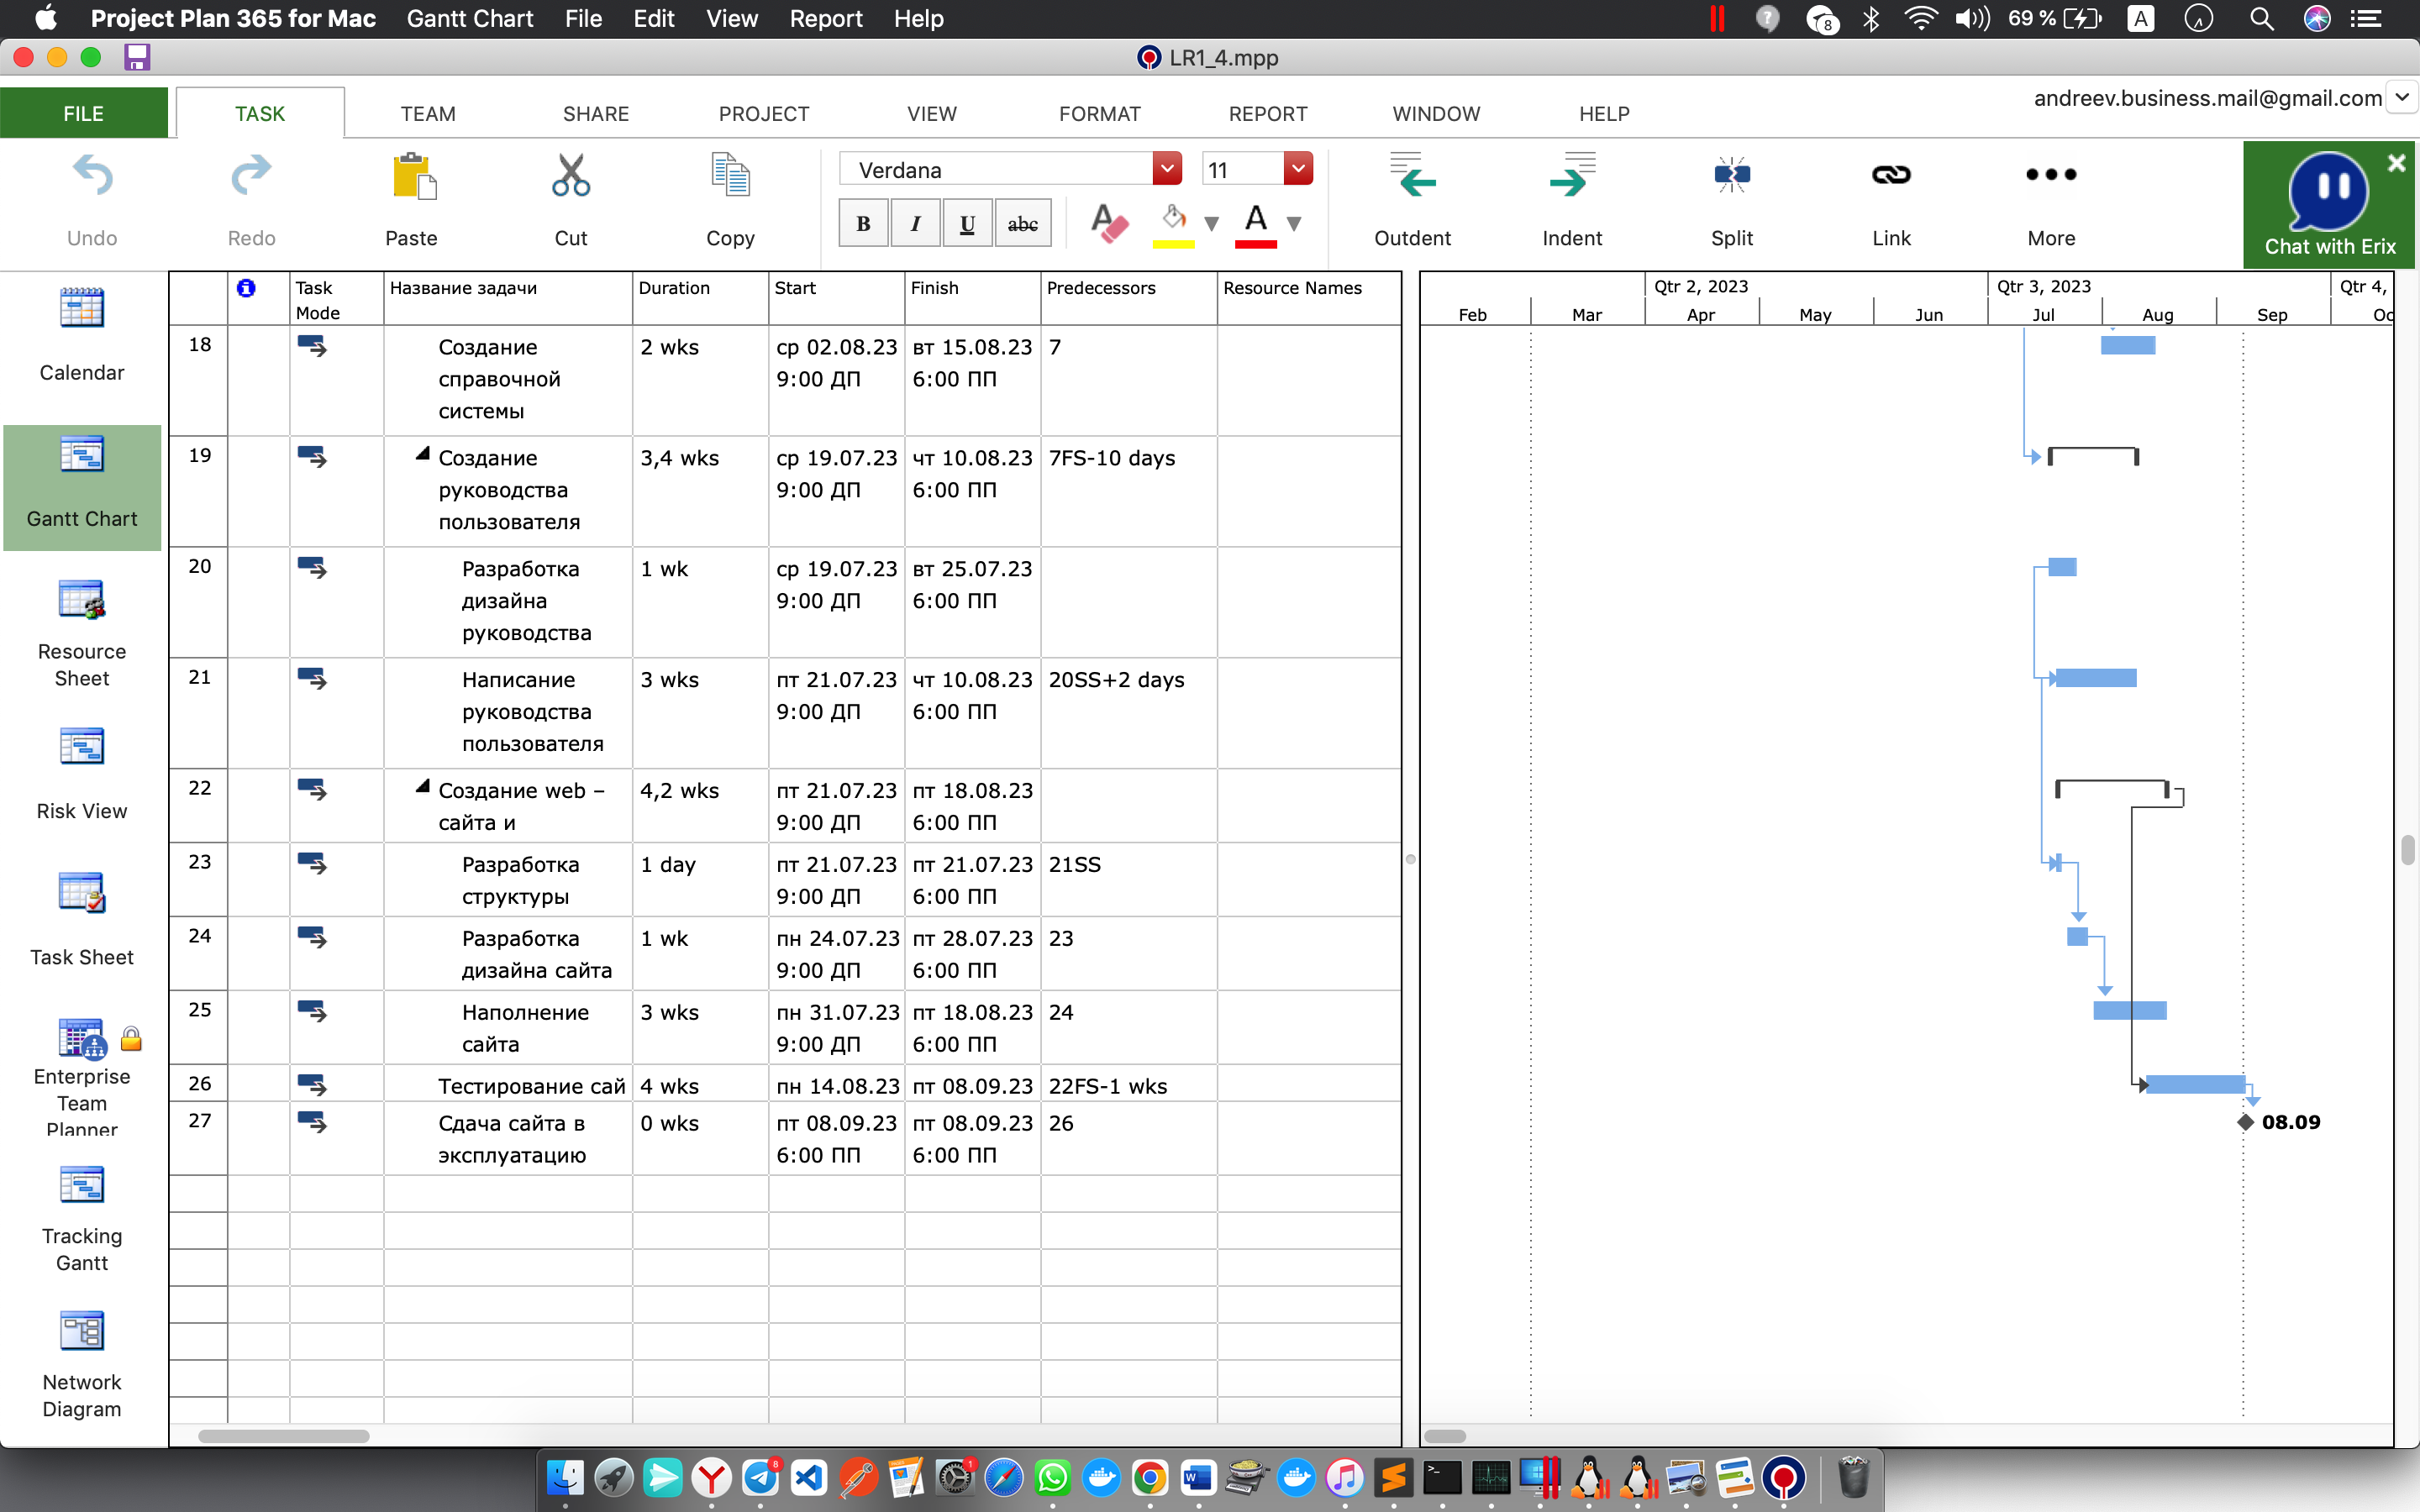 Project Plan 365 for Mac Gantt Chart File Edit View Report Help
8 69 % A
LR1_4.mpp
andreev.business.mail@gmail.com
FILE TASK TEAM SHARE PROJECT VIEW FORMAT REPORT WINDOW HELP
Verdana 11
B I U abc A A
Undo Redo Paste Cut Copy Outdent Indent Split Link More
Chat with Erix
Calendar
Gantt Chart
Resource
Sheet
Risk View
Task Sheet
Enterprise
Team
Planner
Tracking
Gantt
Network
Diagram
Task
Mode Название задачи Duration Start Finish Predecessors Resource Names
18 Создание 2 wks ср 02.08.23 вт 15.08.23 7
справочной 9:00 ДП 6:00 ПП
системы
19 Создание 3,4 wks ср 19.07.23 чт 10.08.23 7FS-10 days
руководства 9:00 ДП 6:00 ПП
пользователя
20 Разработка 1 wk ср 19.07.23 вт 25.07.23
дизайна 9:00 ДП 6:00 ПП
руководства
21 Написание 3 wks пт 21.07.23 чт 10.08.23 20SS+2 days
руководства 9:00 ДП 6:00 ПП
пользователя
22 Создание web – 4,2 wks пт 21.07.23 пт 18.08.23
сайта и 9:00 ДП 6:00 ПП
23 Разработка 1 day пт 21.07.23 пт 21.07.23 21SS
структуры 9:00 ДП 6:00 ПП
24 Разработка 1 wk пн 24.07.23 пт 28.07.23 23
дизайна сайта 9:00 ДП 6:00 ПП
25 Наполнение 3 wks пн 31.07.23 пт 18.08.23 24
сайта 9:00 ДП 6:00 ПП
26 Тестирование сай 4 wks пн 14.08.23 пт 08.09.23 22FS-1 wks
27 Сдача сайта в 0 wks пт 08.09.23 пт 08.09.23 26
эксплуатацию 6:00 ПП 6:00 ПП
Qtr 2, 2023 Qtr 3, 2023 Qtr 4,
Feb Mar Apr May Jun Jul Aug Sep Oc
08.09
8 1